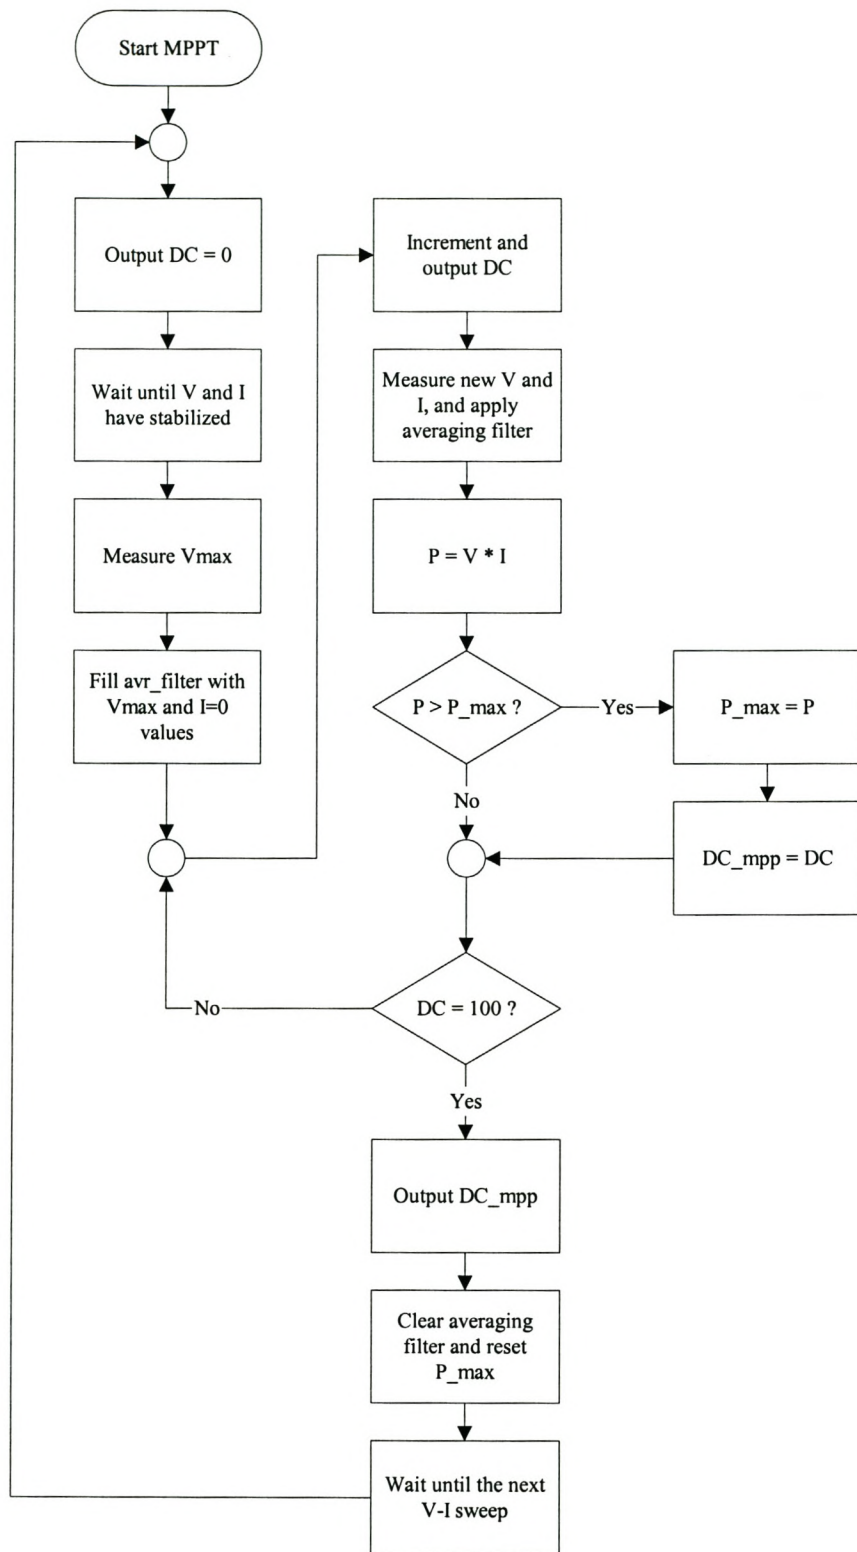 Start MPPT
Output DC = 0
Wait until V and I
have stabilized
Measure Vmax
Fill avr_filter with
Vmax and I=0
values
Increment and
output DC
Measure new V and
I, and apply
averaging filter
P = V * I
P > P_max ?
Yes
P_max = P
No
DC_mpp = DC
DC = 100 ?
No
Yes
Output DC_mpp
Clear averaging
filter and reset
P_max
Wait until the next
V-I sweep